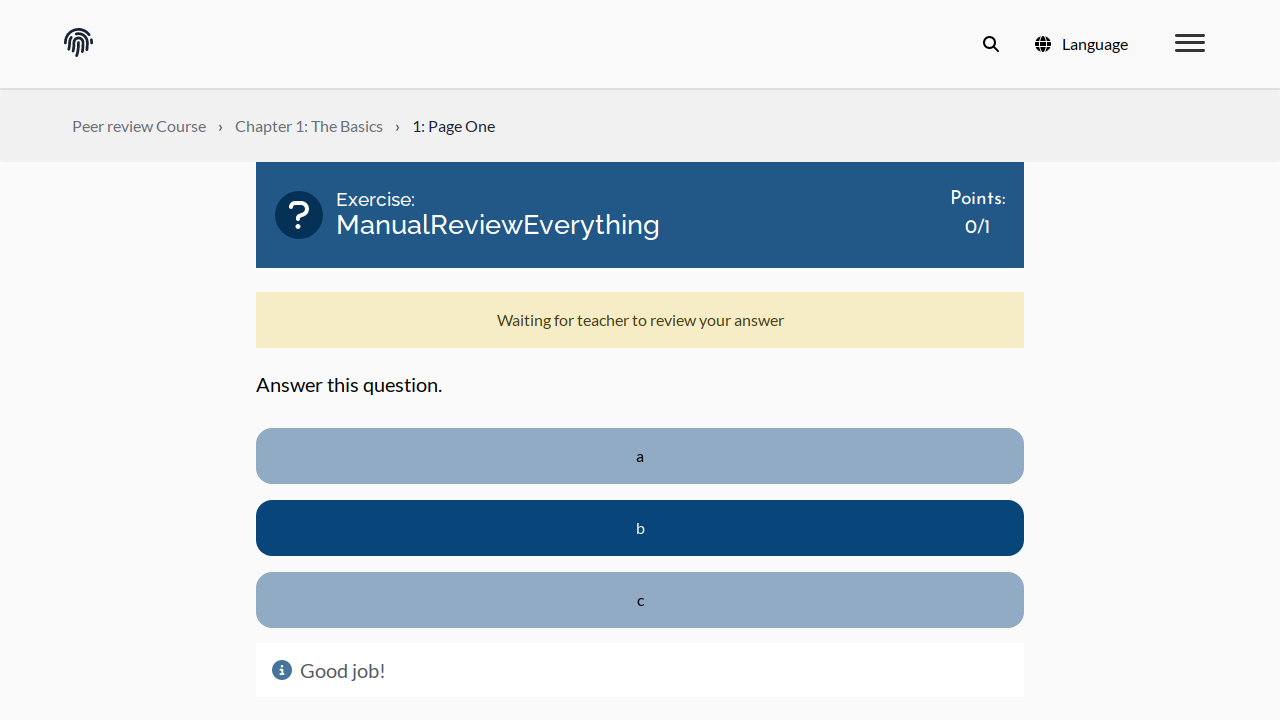 Language
Peer review Course › Chapter 1: The Basics › 1: Page One
Exercise:
ManualReviewEverything
Points:
0/1
Waiting for teacher to review your answer
Answer this question.
a
b
c
Good job!